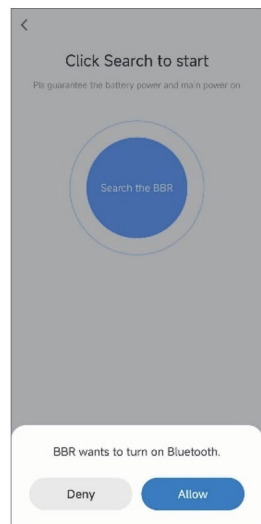 Click Search to start
Pls guarantee the battery power and main power on
Search the BBR
BBR wants to turn on Bluetooth.
Deny
Allow